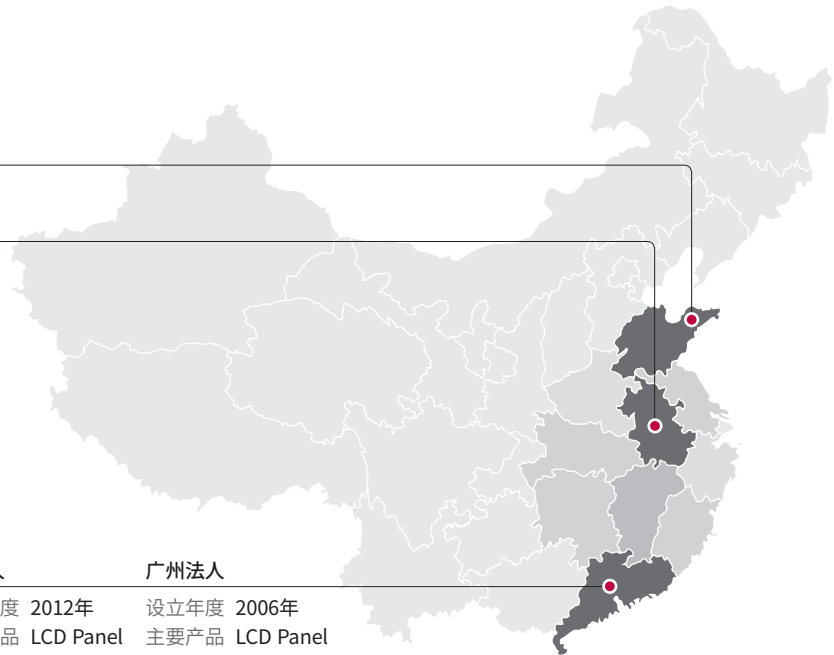 人 广州法人
度 2012年 设立年度 2006年
品 LCD Panel 主要产品 LCD Panel